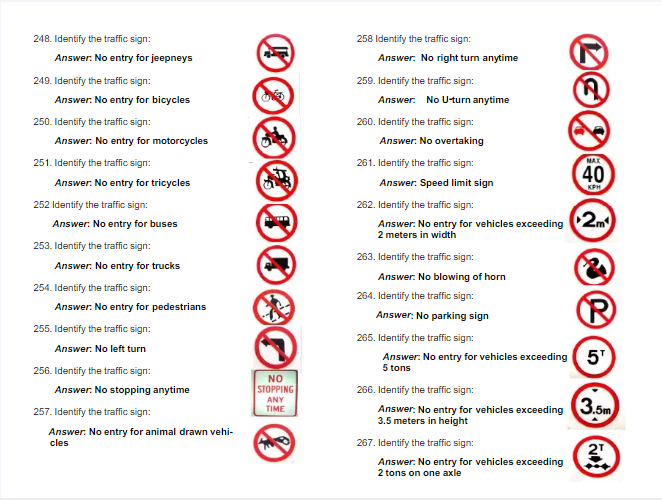 248. Identify the traffic sign:
Answer: No entry for jeepneys
249. Identify the traffic sign:
Answer: No entry for bicycles
250. Identify the traffic sign:
Answer: No entry for motorcycles
251. Identify the traffic sign:
Answer: No entry for tricycles
252 Identify the traffic sign:
Answer: No entry for buses
253. Identify the traffic sign:
Answer: No entry for trucks
254. Identify the traffic sign:
Answer: No entry for pedestrians
255. Identify the traffic sign:
Answer: No left turn
256. Identify the traffic sign:
Answer: No stopping anytime
NO
STOPPING
ANY
TIME
257. Identify the traffic sign:
Answer: No entry for animal drawn vehi-
cles
258 Identify the traffic sign:
Answer: No right turn anytime
259. Identify the traffic sign:
Answer: No U-turn anytime
260. Identify the traffic sign:
Answer: No overtaking
261. Identify the traffic sign:
Answer: Speed limit sign
MAX
40
KPH
262. Identify the traffic sign:
Answer: No entry for vehicles exceeding
2 meters in width
2m
263. Identify the traffic sign:
Answer: No blowing of horn
264. Identify the traffic sign:
Answer: No parking sign
P
265. Identify the traffic sign:
Answer: No entry for vehicles exceeding
5 tons
5T
266. Identify the traffic sign:
Answer: No entry for vehicles exceeding
3.5 meters in height
3.5m
267. Identify the traffic sign:
Answer: No entry for vehicles exceeding
2 tons on one axle
2T